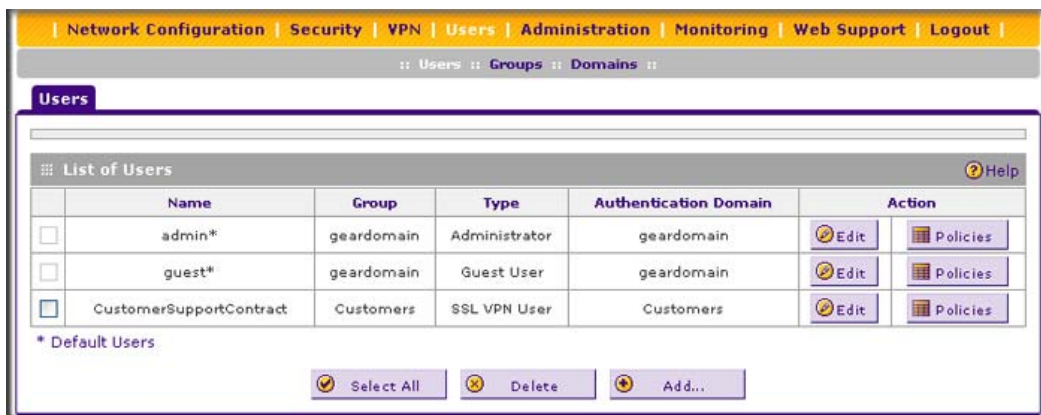 | Network Configuration | Security | VPN | Users | Administration | Monitoring | Web Support | Logout |
:: Users :: Groups :: Domains ::
Users
List of Users Help
Name Group Type Authentication Domain Action
admin* geardomain Administrator geardomain Edit Policies
guest* geardomain Guest User geardomain Edit Policies
CustomerSupportContract Customers SSL VPN User Customers Edit Policies
* Default Users
Select All Delete Add...